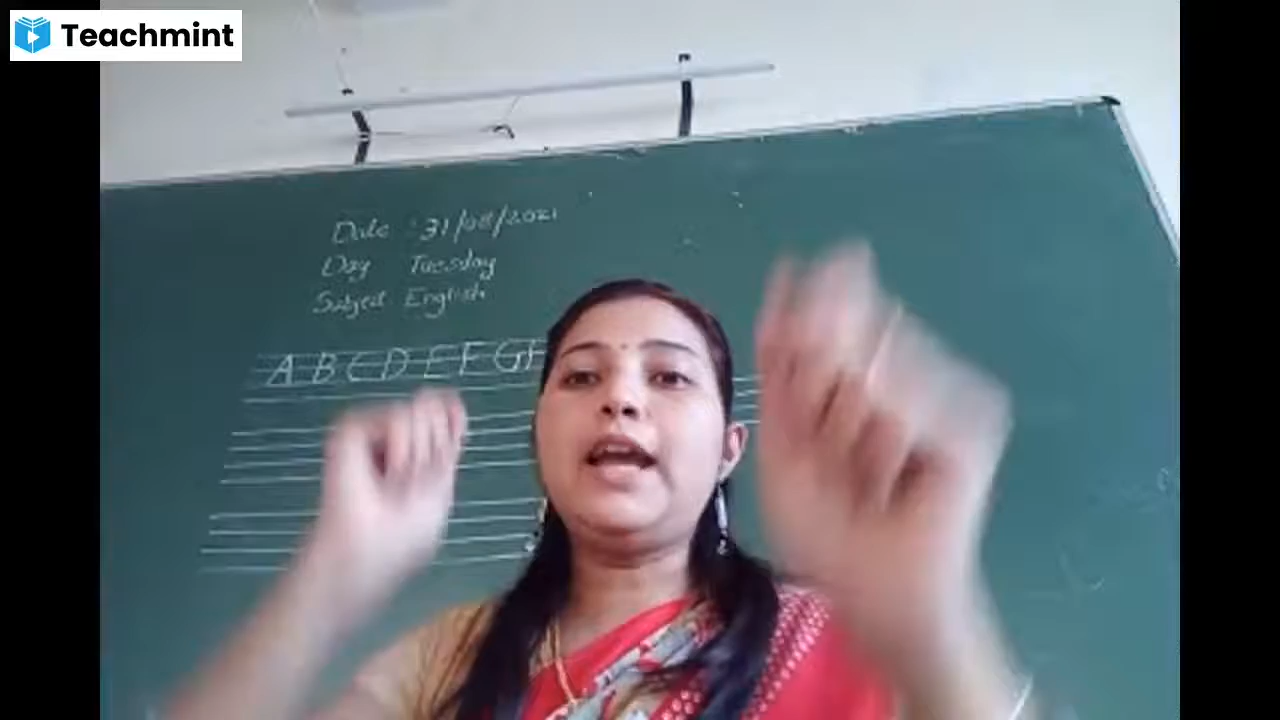 Teachmint
Date : 31/08/2021
Day Tuesday
Subject English
A B C D E F G H